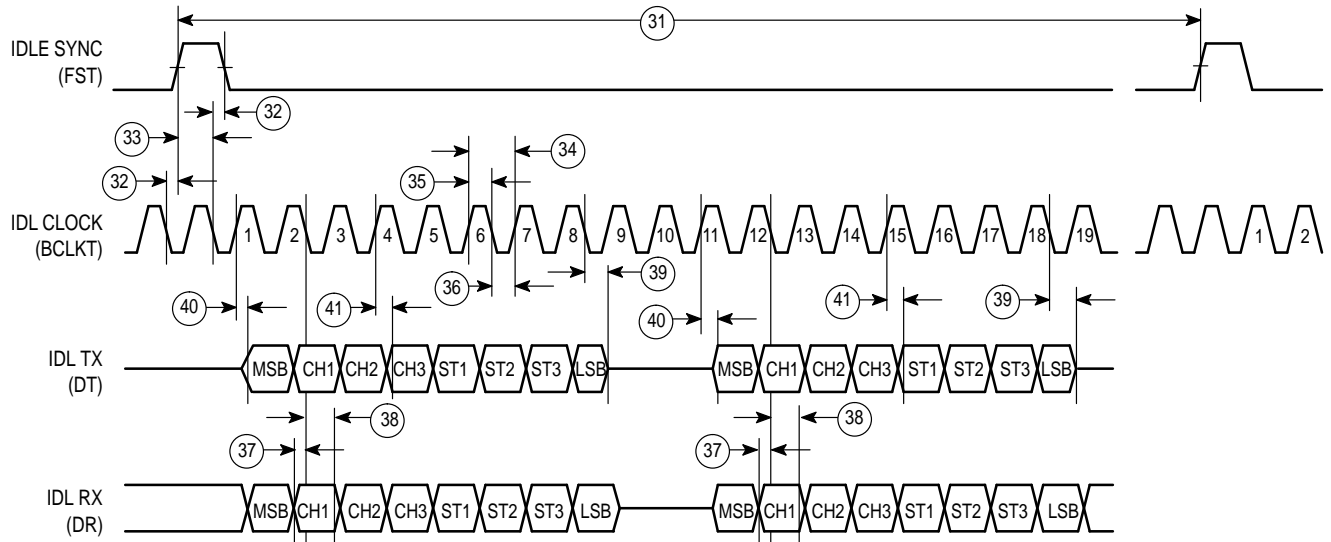 31
IDLE SYNC
(FST)
32
33
34
32
35
IDL CLOCK
(BCLKT)
1 2 3 4 5 6 7 8 9 10 11 12 13 14 15 16 17 18 19 1 2
36
39
40
41
40
41
39
IDL TX
(DT)
MSB CH1 CH2 CH3 ST1 ST2 ST3 LSB MSB CH1 CH2 CH3 ST1 ST2 ST3 LSB
38
38
37
37
IDL RX
(DR)
MSB CH1 CH2 CH3 ST1 ST2 ST3 LSB MSB CH1 CH2 CH3 ST1 ST2 ST3 LSB